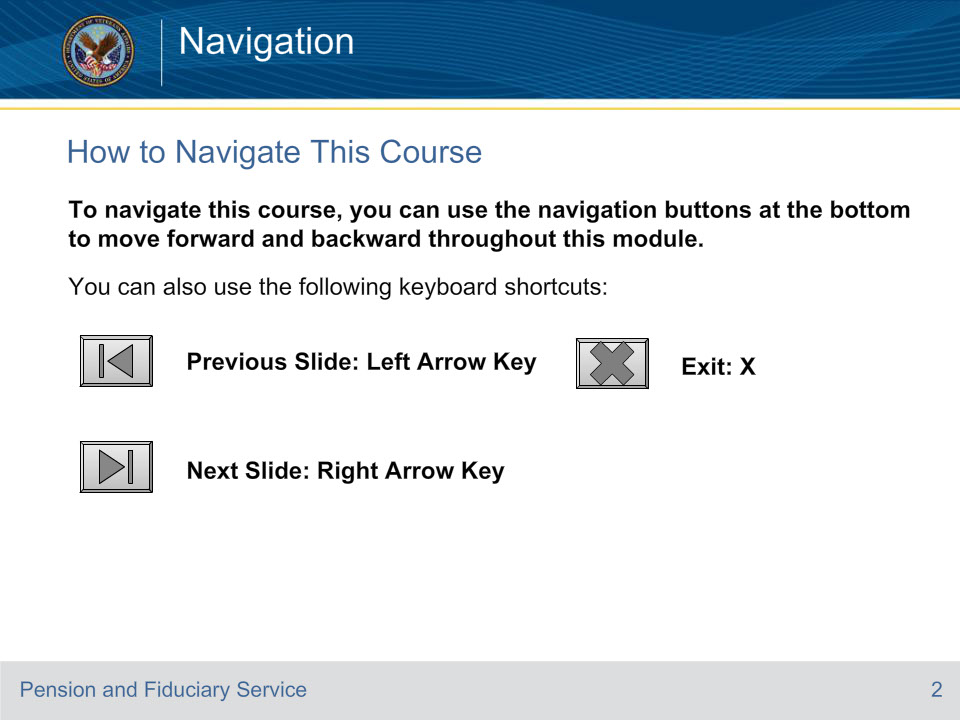 Navigation
How to Navigate This Course
To navigate this course, you can use the navigation buttons at the bottom
to move forward and backward throughout this module.
You can also use the following keyboard shortcuts:
Previous Slide: Left Arrow Key
Exit: X
Next Slide: Right Arrow Key
Pension and Fiduciary Service
2